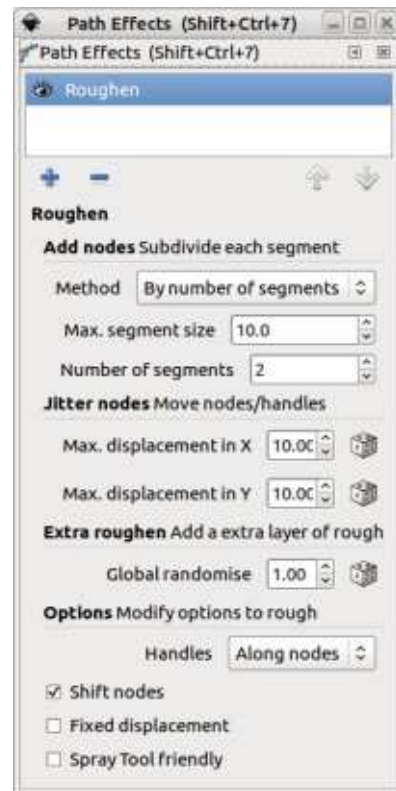 Path Effects (Shift+Ctrl+7)
Path Effects (Shift+Ctrl+7)
Roughen
Roughen
Add nodes Subdivide each segment
Method By number of segments
Max. segment size 10.0
Number of segments 2
Jitter nodes Move nodes/handles
Max. displacement in X 10.0C
Max. displacement in Y 10.0C
Extra roughen Add a extra layer of rough
Global randomise 1.00
Options Modify options to rough
Handles Along nodes
Shift nodes
Fixed displacement
Spray Tool friendly